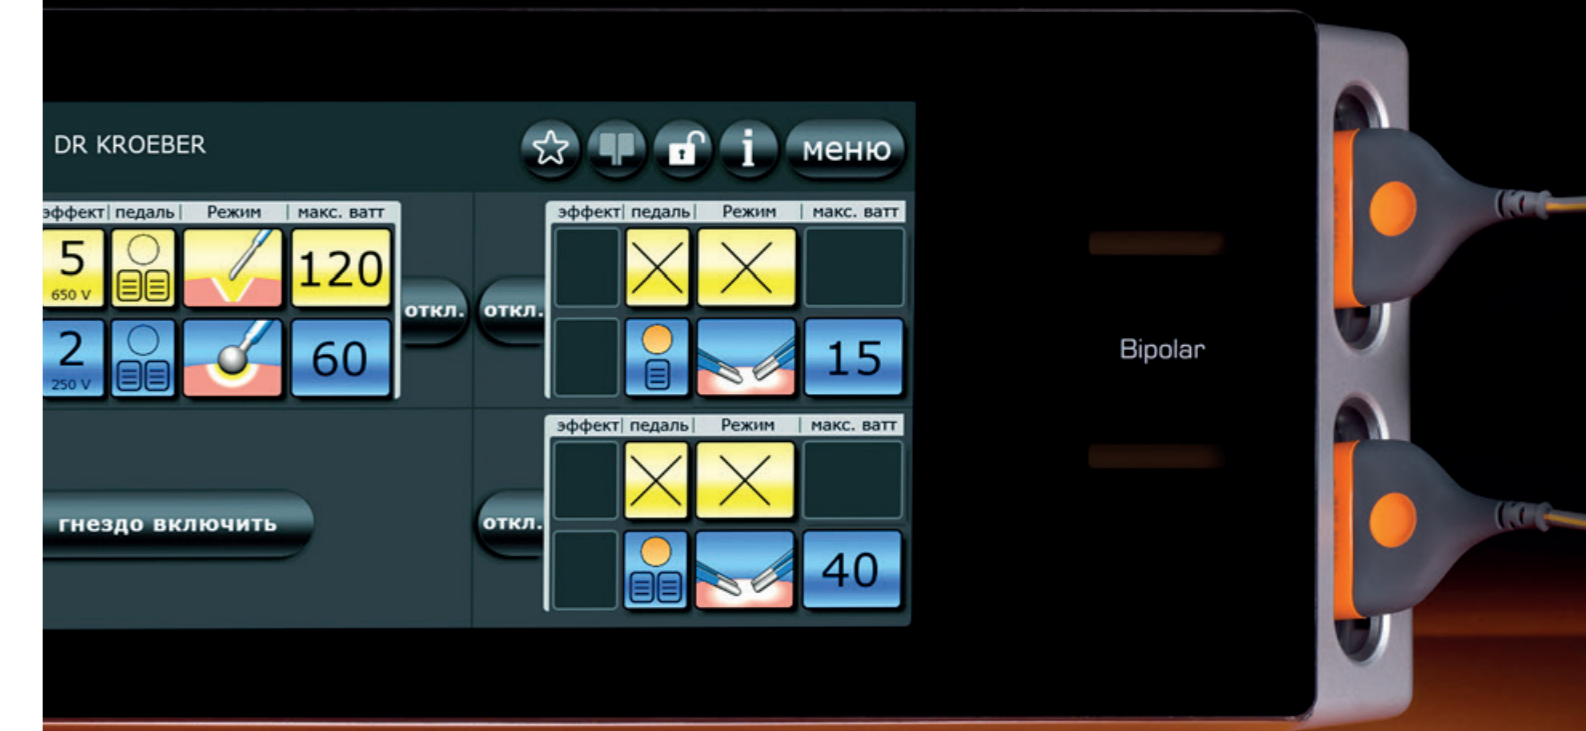 DR KROEBER
i
меню
эффект педаль Режим макс. ватт
5
650 V
120
откл.
2
250 V
60
эффект педаль Режим макс. ватт
откл.
15
Bipolar
гнездо включить
эффект педаль Режим макс. ватт
откл.
40